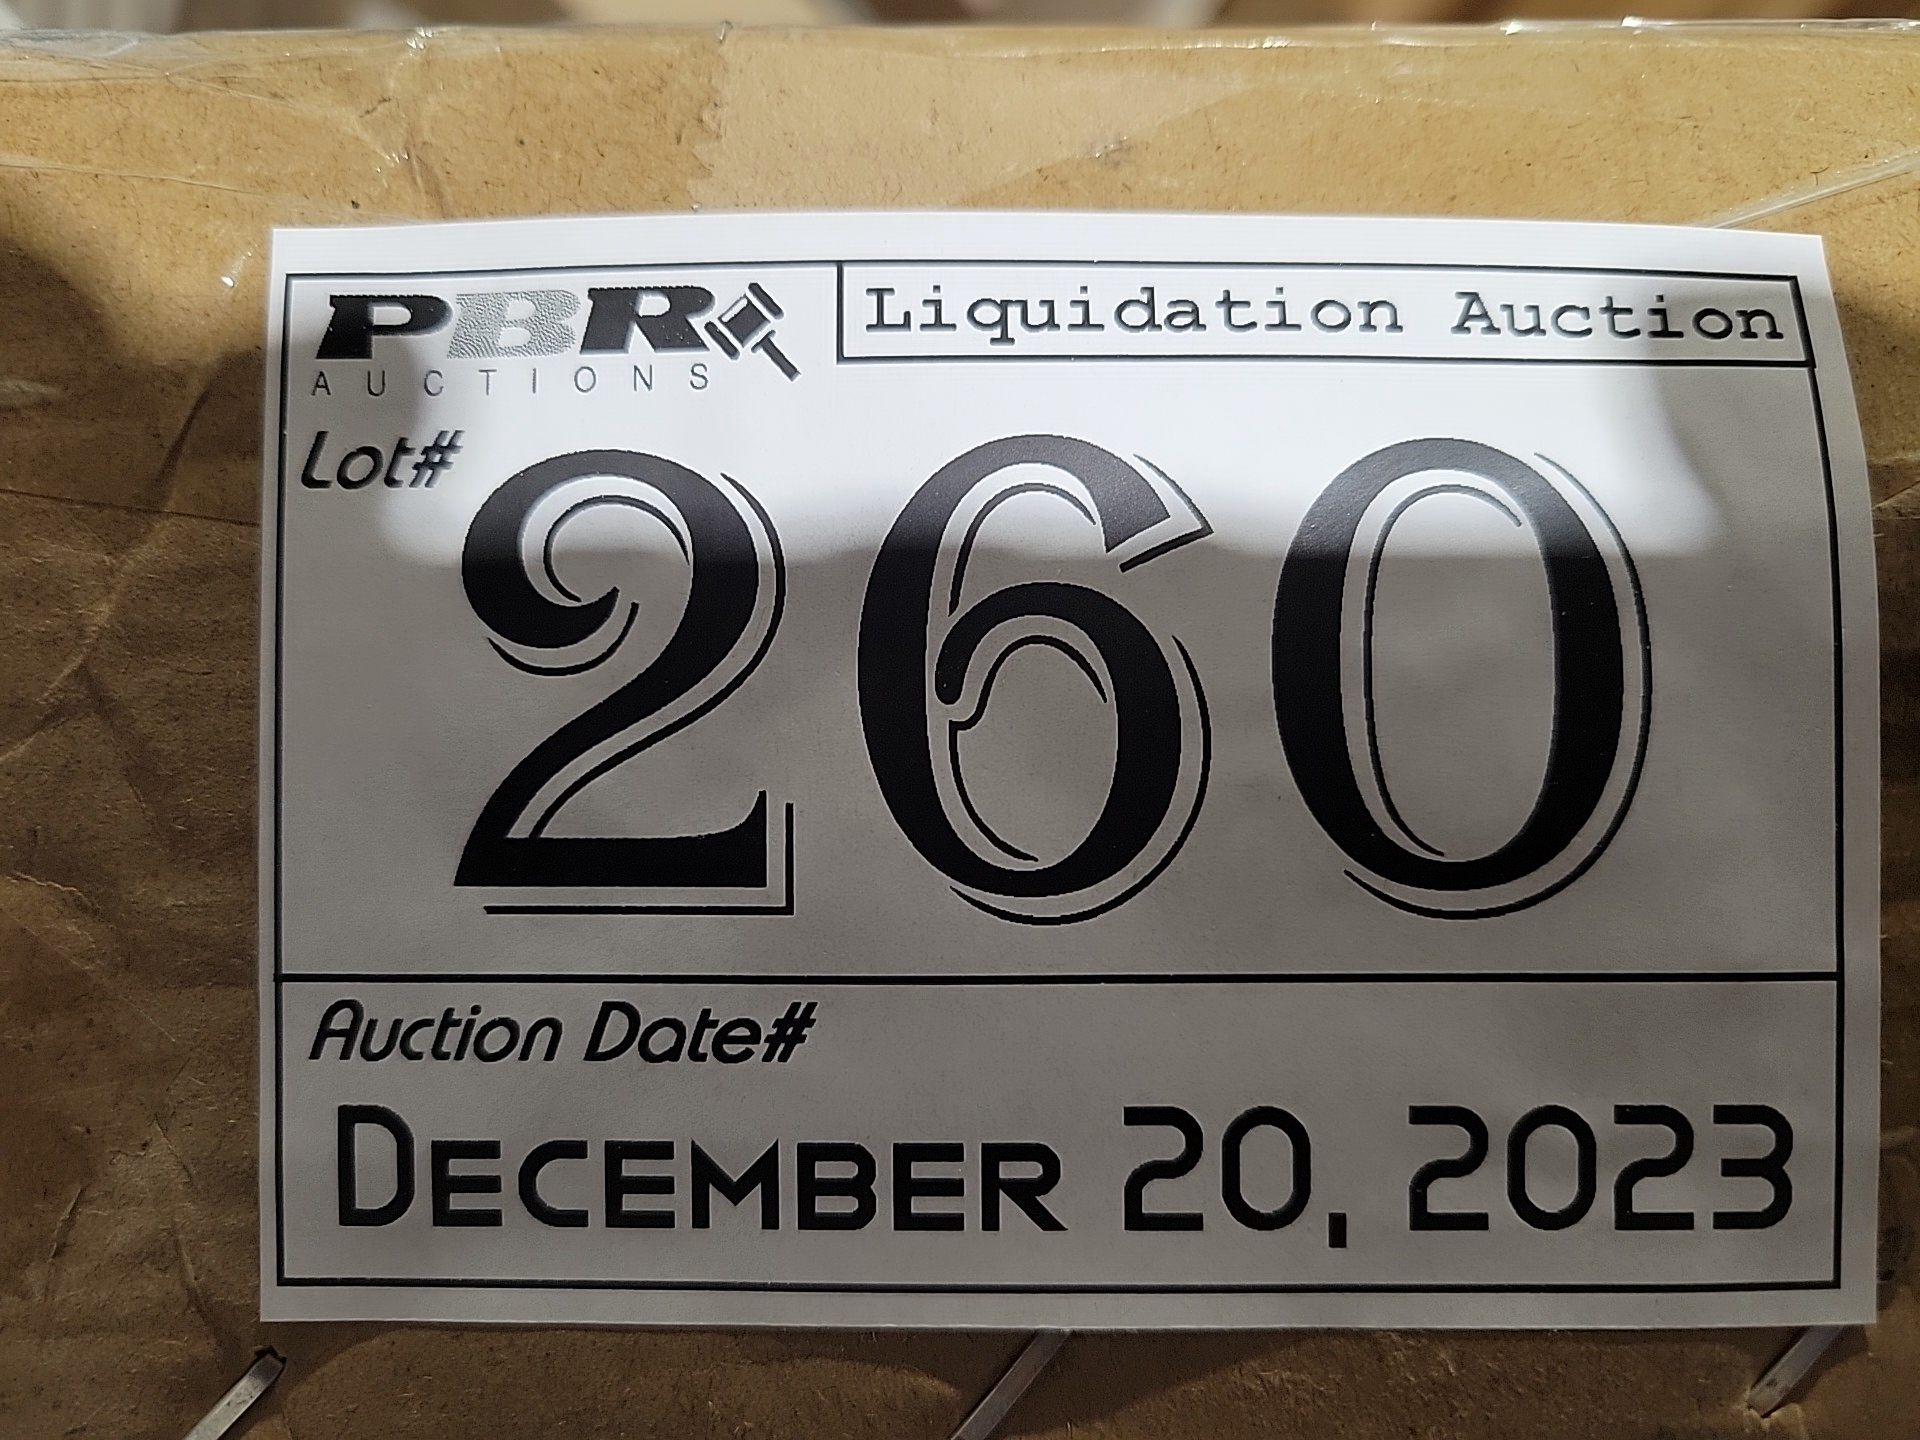 PBR
AUCTIONS
Liquidation Auction
Lot#
260
Auction Date#
DECEMBER 20, 2023